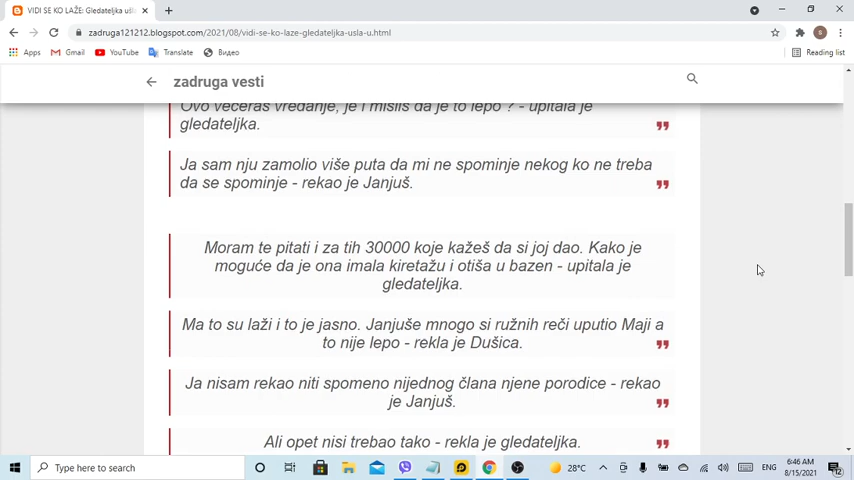 VIDI SE KO LAŽE: Gledateljka ušl
zadruga121212.blogspot.com/2021/08/vidi-se-ko-laze-gledateljka-usla-u.html
Apps
Gmail
YouTube
Translate
Видео
Reading list
zadruga vesti
Ovo večeras vređanje, je l misliš da je to lepo ? - upitala je
gledateljka.
Ja sam nju zamolio više puta da mi ne spominje nekog ko ne treba
da se spominje - rekao je Janjuš.
Moram te pitati i za tih 30000 koje kažeš da si joj dao. Kako je
moguće da je ona imala kiretažu i otiša u bazen - upitala je
gledateljka.
Ma to su laži i to je jasno. Janjuše mnogo si ružnih reči uputio Maji a
to nije lepo - rekla je Dušica.
Ja nisam rekao niti spomeno nijednog člana njene porodice - rekao
je Janjuš.
Ali opet nisi trebao tako - rekla je gledateljka.
Type here to search
28°C
ENG
6:46 AM
8/15/2021
12